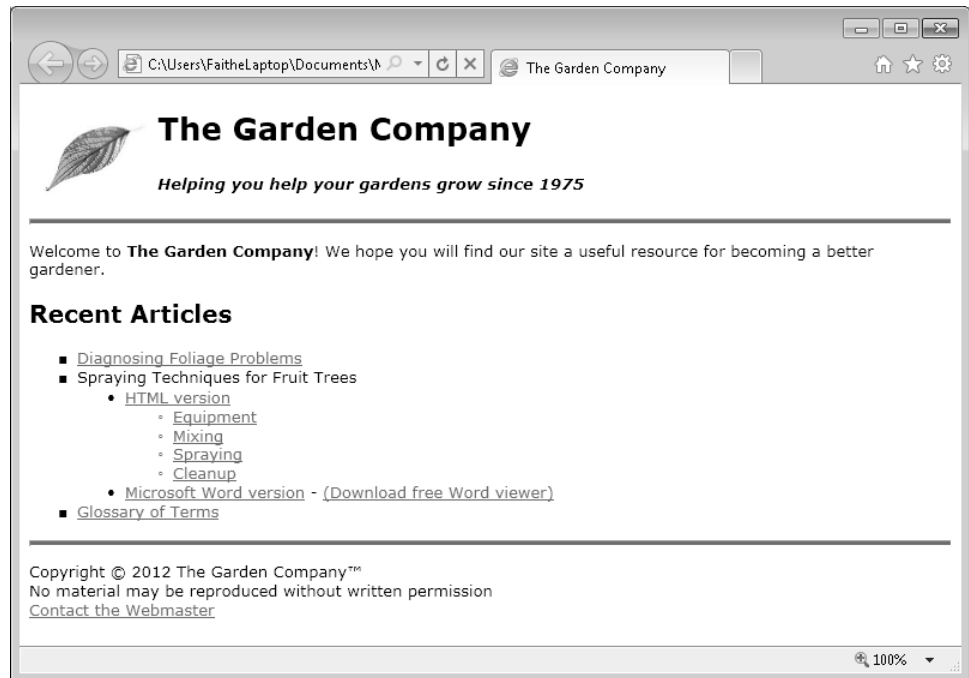 C:\Users\FaitheLaptop\Documents\
The Garden Company
The Garden Company
Helping you help your gardens grow since 1975
Welcome to The Garden Company! We hope you will find our site a useful resource for becoming a better
gardener.
Recent Articles
Diagnosing Foliage Problems
Spraying Techniques for Fruit Trees
HTML version
Equipment
Mixing
Spraying
Cleanup
Microsoft Word version - (Download free Word viewer)
Glossary of Terms
Copyright © 2012 The Garden Company™
No material may be reproduced without written permission
Contact the Webmaster
100%